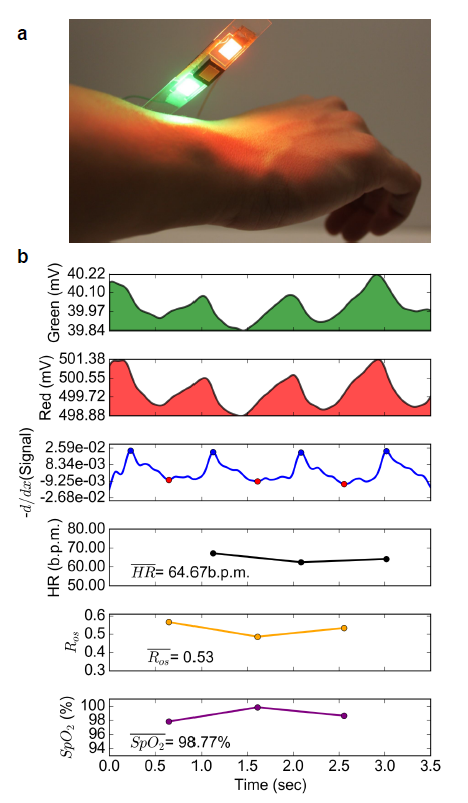 a
b
Green (mV)
40.22
40.10
39.97
39.84
Red (mV)
501.38
500.55
499.72
498.88
-d/dx(Signal)
2.59e-02
8.34e-03
-9.25e-03
-2.68e-02
HR (b.p.m.)
80.00
70.00
60.00
50.00
HR= 64.67b.p.m.
Ros
0.6
0.5
0.4
0.3
Ros= 0.53
SpO2 (%)
100
98
96
94
SpO2= 98.77%
0.0 0.5 1.0 1.5 2.0 2.5 3.0 3.5
Time (sec)